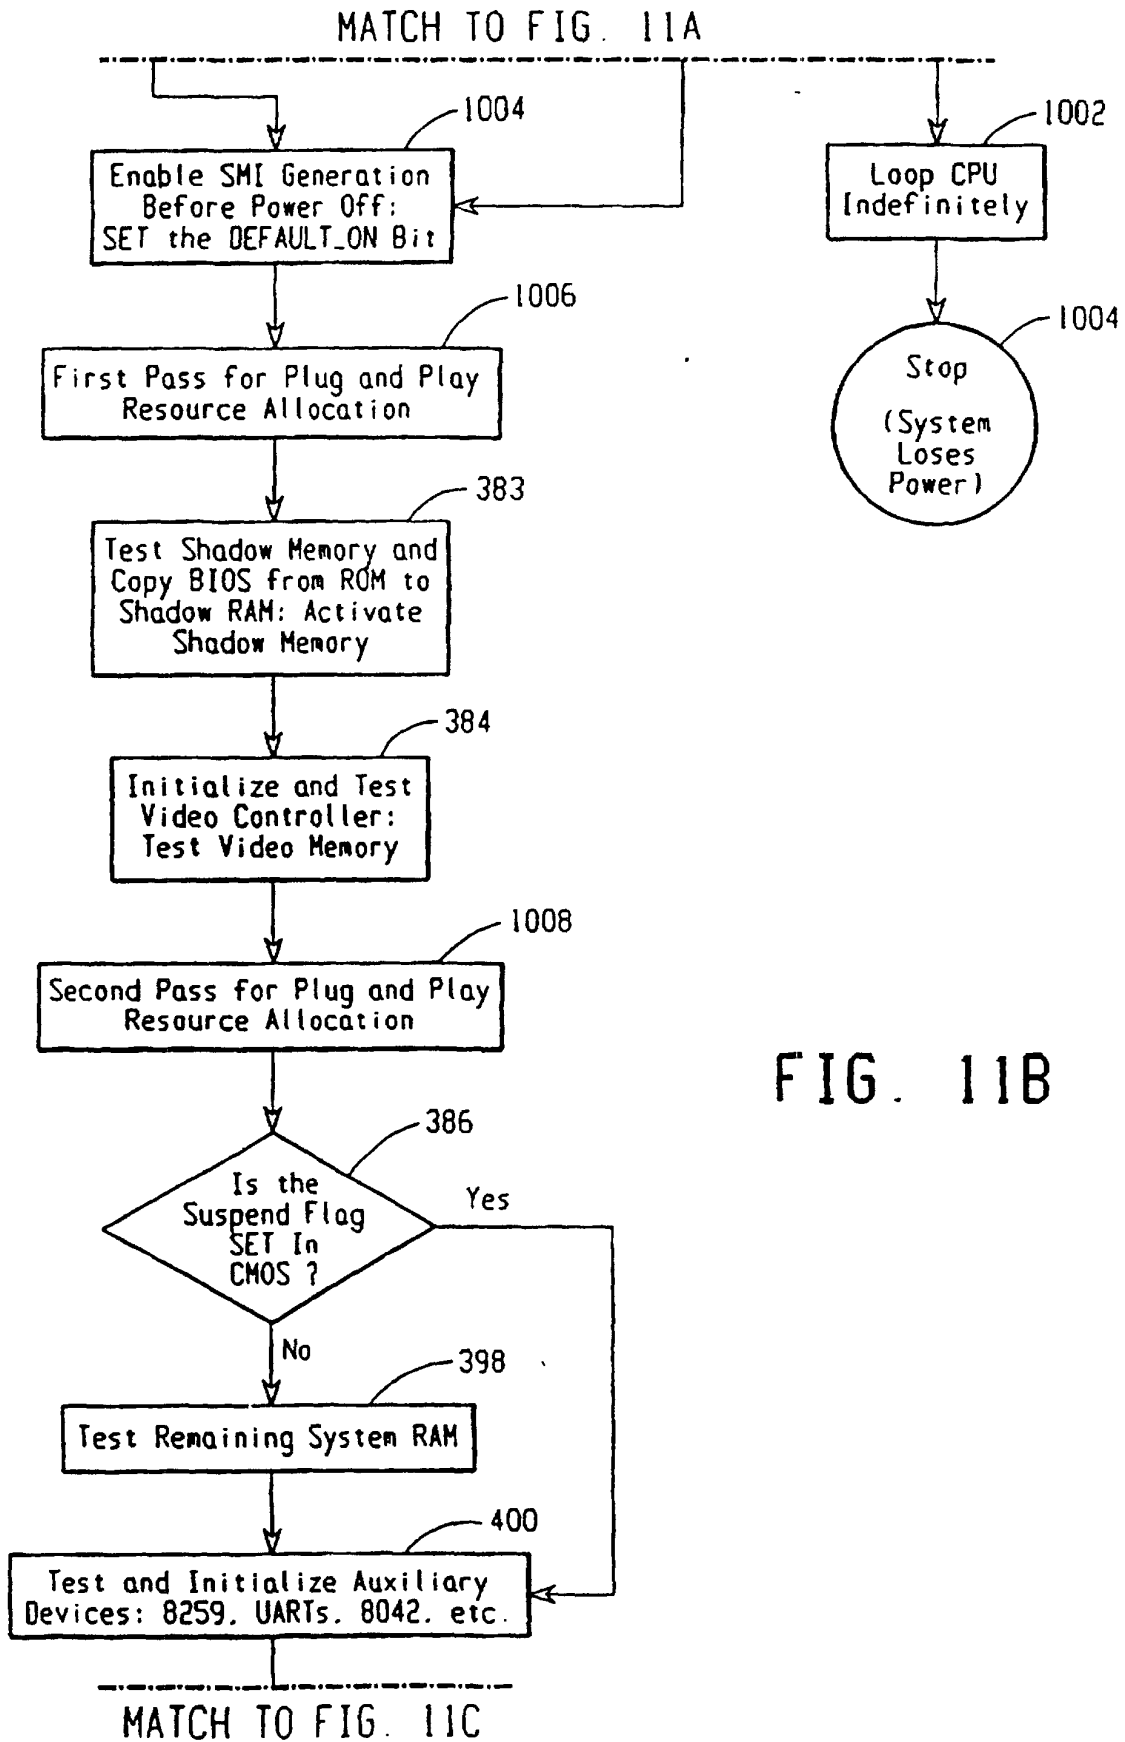 MATCH TO FIG. 11A
1004
Enable SMI Generation
Before Power Off:
SET the DEFAULT_ON Bit
1002
Loop CPU
Indefinitely
1006
First Pass for Plug and Play
Resource Allocation
1004
Stop
(System
Loses
Power)
383
Test Shadow Memory and
Copy BIOS from ROM to
Shadow RAM: Activate
Shadow Memory
384
Initialize and Test
Video Controller:
Test Video Memory
1008
Second Pass for Plug and Play
Resource Allocation
FIG. 11B
386
Is the
Suspend Flag
SET In
CMOS ?
Yes
No
398
Test Remaining System RAM
400
Test and Initialize Auxiliary
Devices: 8259, UARTs, 8042, etc.
MATCH TO FIG. 11C